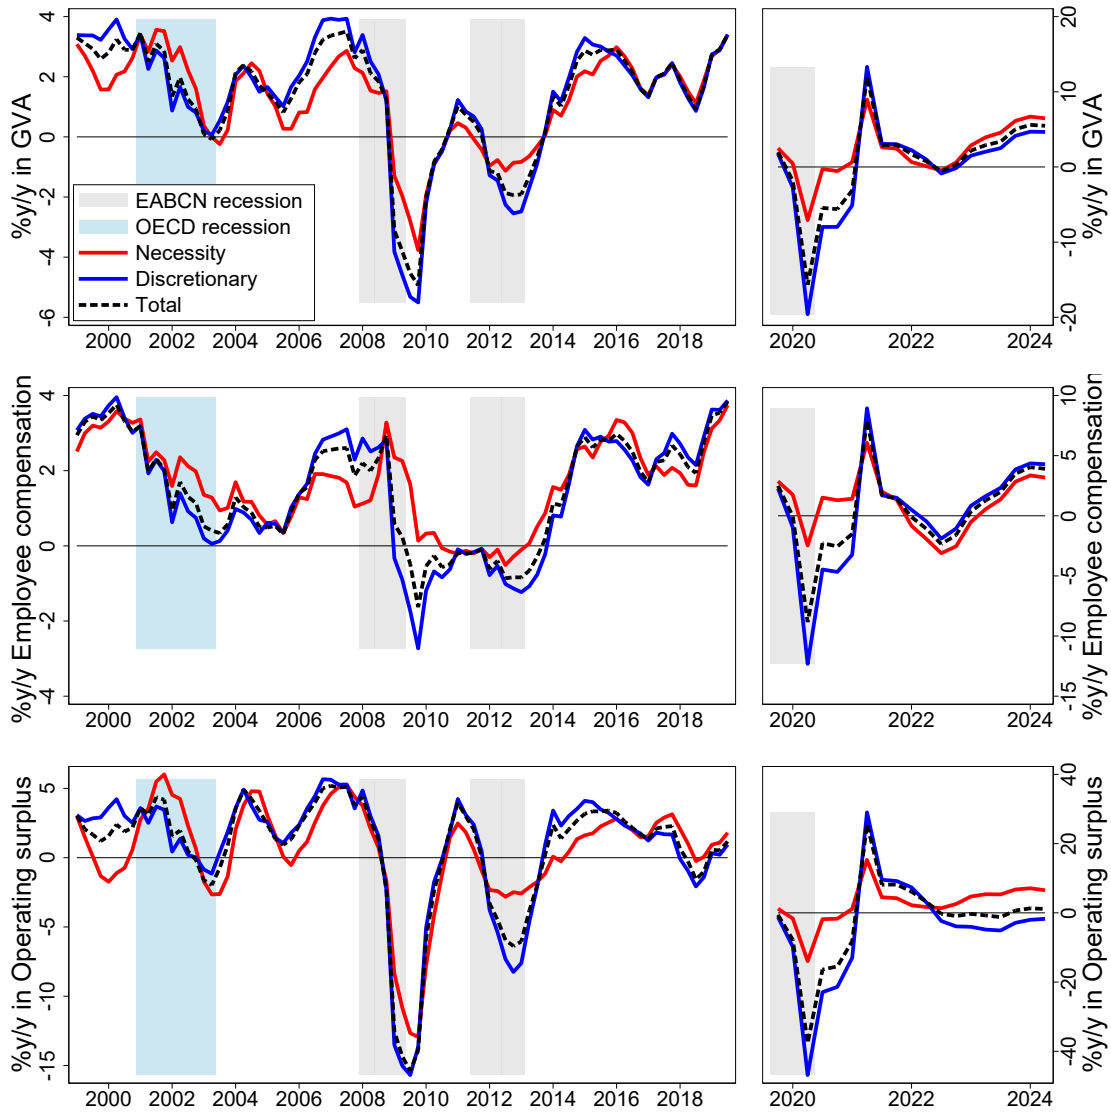 %y/y in GVA
4
2
0
-2
-4
-6
EABCN recession
OECD recession
Necessity
Discretionary
Total
2000 2002 2004 2006 2008 2010 2012 2014 2016 2018
20
10
0
-10
-20
%y/y in GVA
2020 2022 2024
%y/y Employee compensation
4
2
0
-2
-4
2000 2002 2004 2006 2008 2010 2012 2014 2016 2018
10
5
0
-5
-10
-15
%y/y Employee compensation
2020 2022 2024
%y/y in Operating surplus
5
0
-5
-10
-15
2000 2002 2004 2006 2008 2010 2012 2014 2016 2018
40
20
0
-20
-40
%y/y in Operating surplus
2020 2022 2024